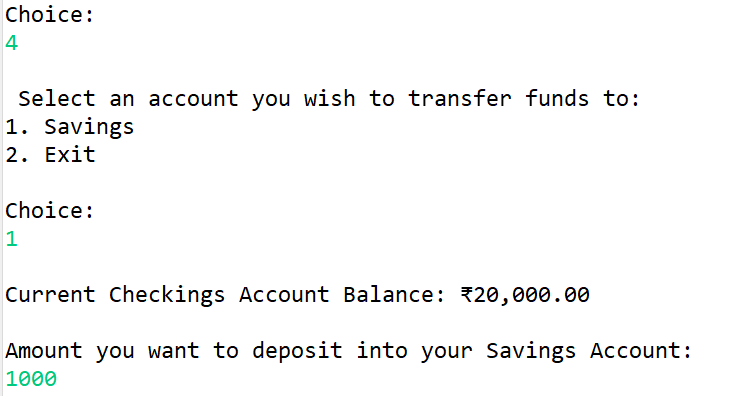 Choice:
4
Select an account you wish to transfer funds to:
1. Savings
2. Exit
Choice:
1
Current Checkings Account Balance: ₹20,000.00
Amount you want to deposit into your Savings Account:
1000